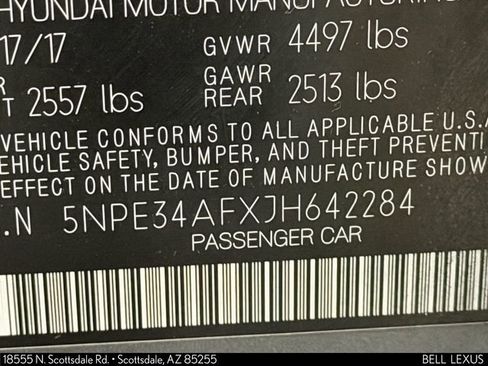 HYUNDAI MOTOR MANUFACTURING
17/17 GVWR 4497 lbs
GAWR
T 2557 lbs REAR 2513 lbs
VEHICLE CONFORMS TO ALL APPLICABLE U.S.A
VEHICLE SAFETY, BUMPER, AND THEFT PREVENTI
EFFECT ON THE DATE OF MANUFACTURE SHOW
.N 5NPE34AFXJH642284
PASSENGER CAR
18555 N. Scottsdale Rd. • Scottsdale, AZ 85255 BELL LEXUS